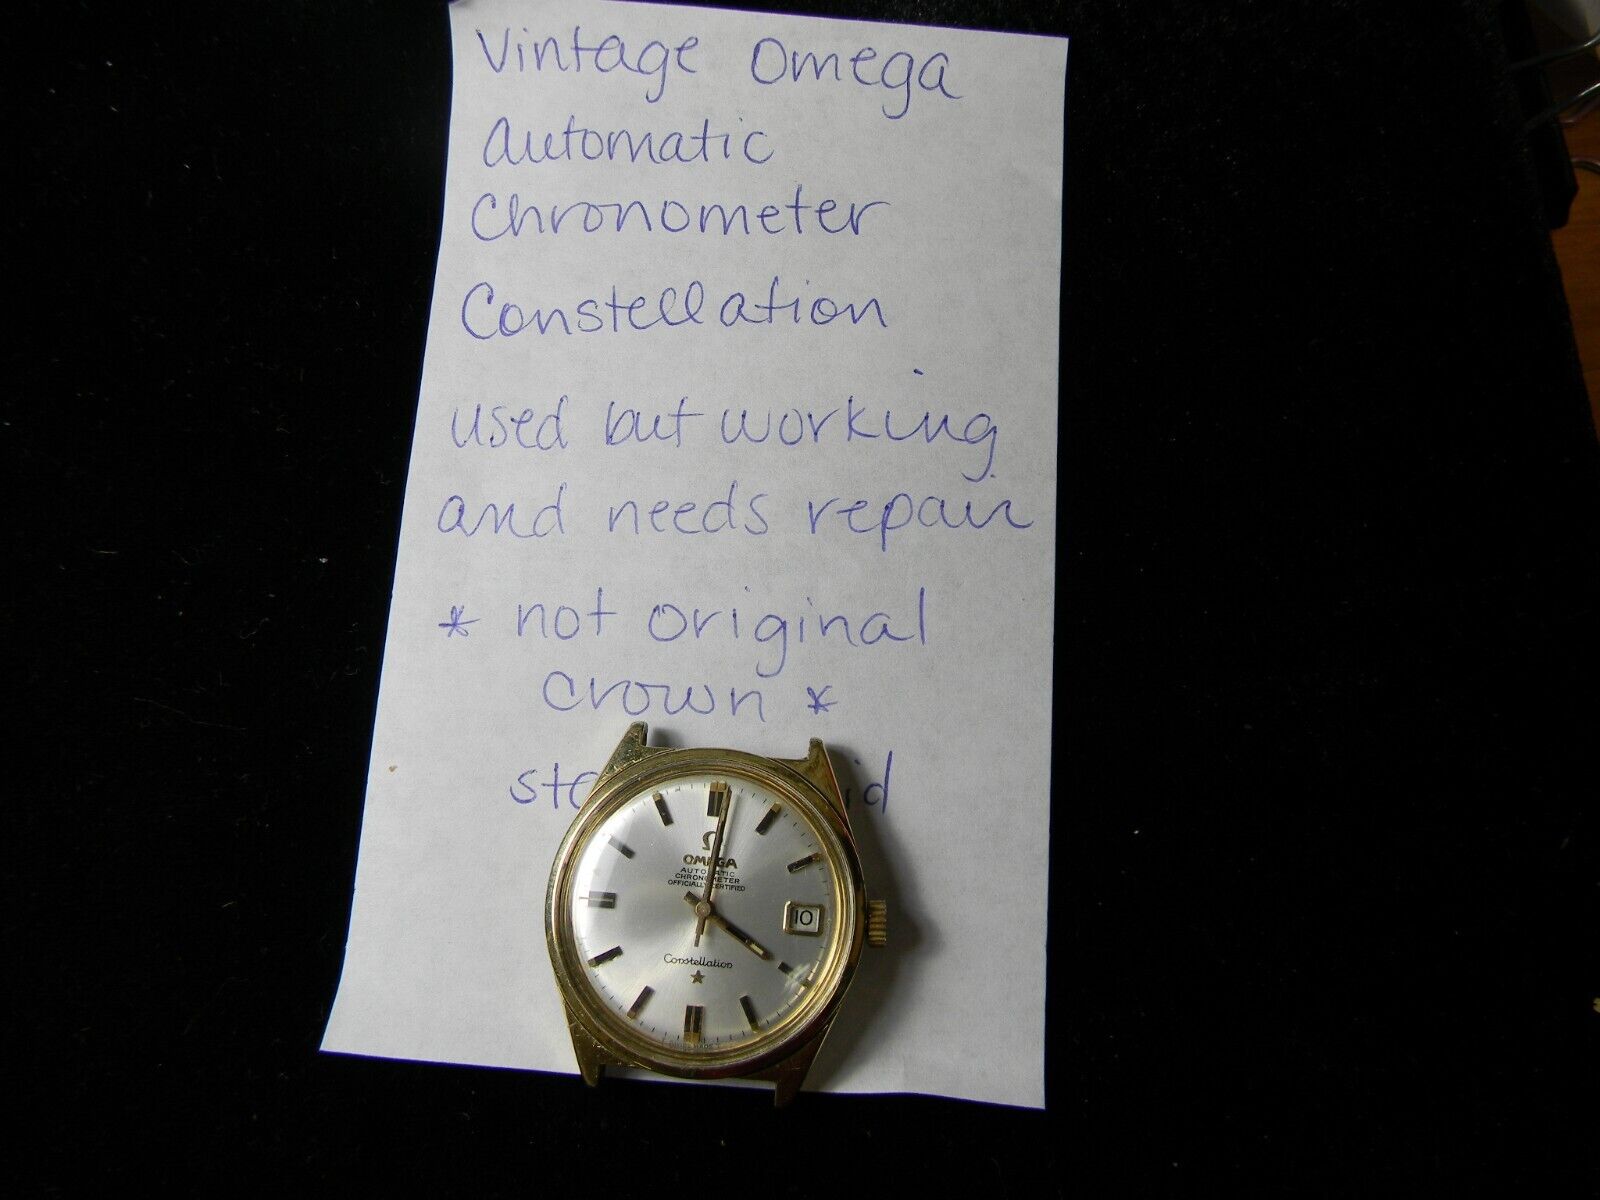 Vintage Omega
automatic
Chronometer
Constellation
used but working
and needs repair
* not original
crown *
OMEGA
AUTOMATIC
CHRONOMETER
OFFICIALLY CERTIFIED
10
Constellation